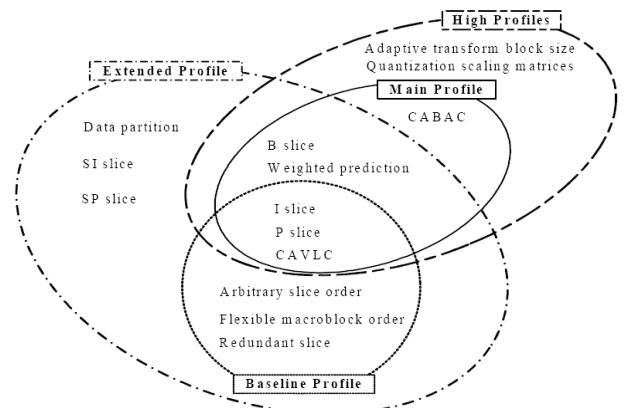 High Profiles
Adaptive transform block size
Quantization scaling matrices
Extended Profile
Main Profile
CABAC
Data partition
B slice
SI slice
Weighted prediction
SP slice
I slice
P slice
CAVLC
Arbitrary slice order
Flexible macroblock order
Redundant slice
Baseline Profile